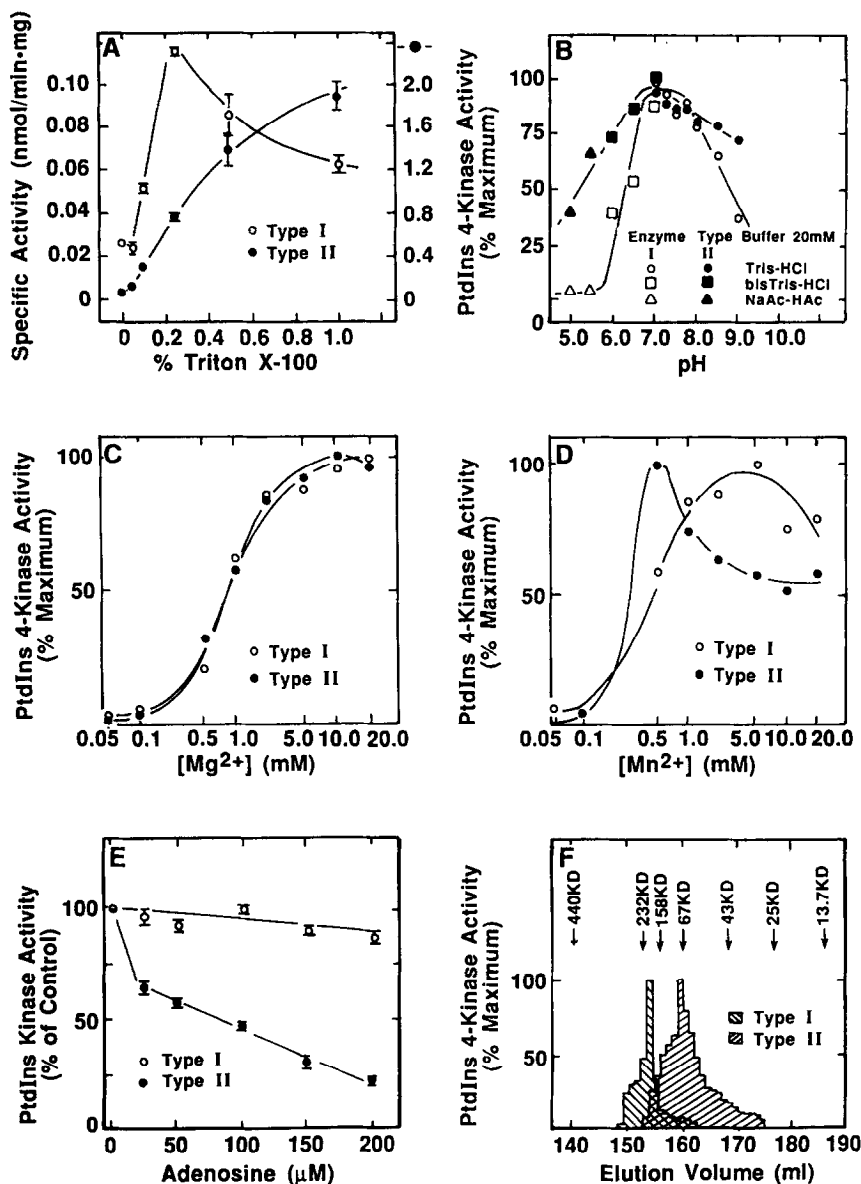 A
Specific Activity (nmol/min·mg)
0.10
0.08
0.06
0.04
0.02
0
2.0
1.6
1.2
0.8
0.4
0
Type I
Type II
0 0.2 0.4 0.6 0.8 1.0
% Triton X-100
B
PtdIns 4-Kinase Activity
(% Maximum)
100
75
50
25
0
Enzyme Type Buffer 20mM
I II
Tris-HCl
bisTris-HCl
NaAc-HAc
5.0 6.0 7.0 8.0 9.0 10.0
pH
C
PtdIns 4-Kinase Activity
(% Maximum)
100
50
Type I
Type II
0.05 0.1 0.5 1.0 5.0 10.0 20.0
[Mg2+] (mM)
D
PtdIns 4-Kinase Activity
(% Maximum)
100
50
Type I
Type II
0.05 0.1 0.5 1.0 5.0 10.0 20.0
[Mn2+] (mM)
E
PtdIns Kinase Activity
(% of Control)
100
50
0
Type I
Type II
0 50 100 150 200
Adenosine (μM)
F
PtdIns 4-Kinase Activity
(% Maximum)
440KD
232KD
158KD
67KD
43KD
25KD
13.7KD
100
50
Type I
Type II
140 150 160 170 180 190
Elution Volume (ml)